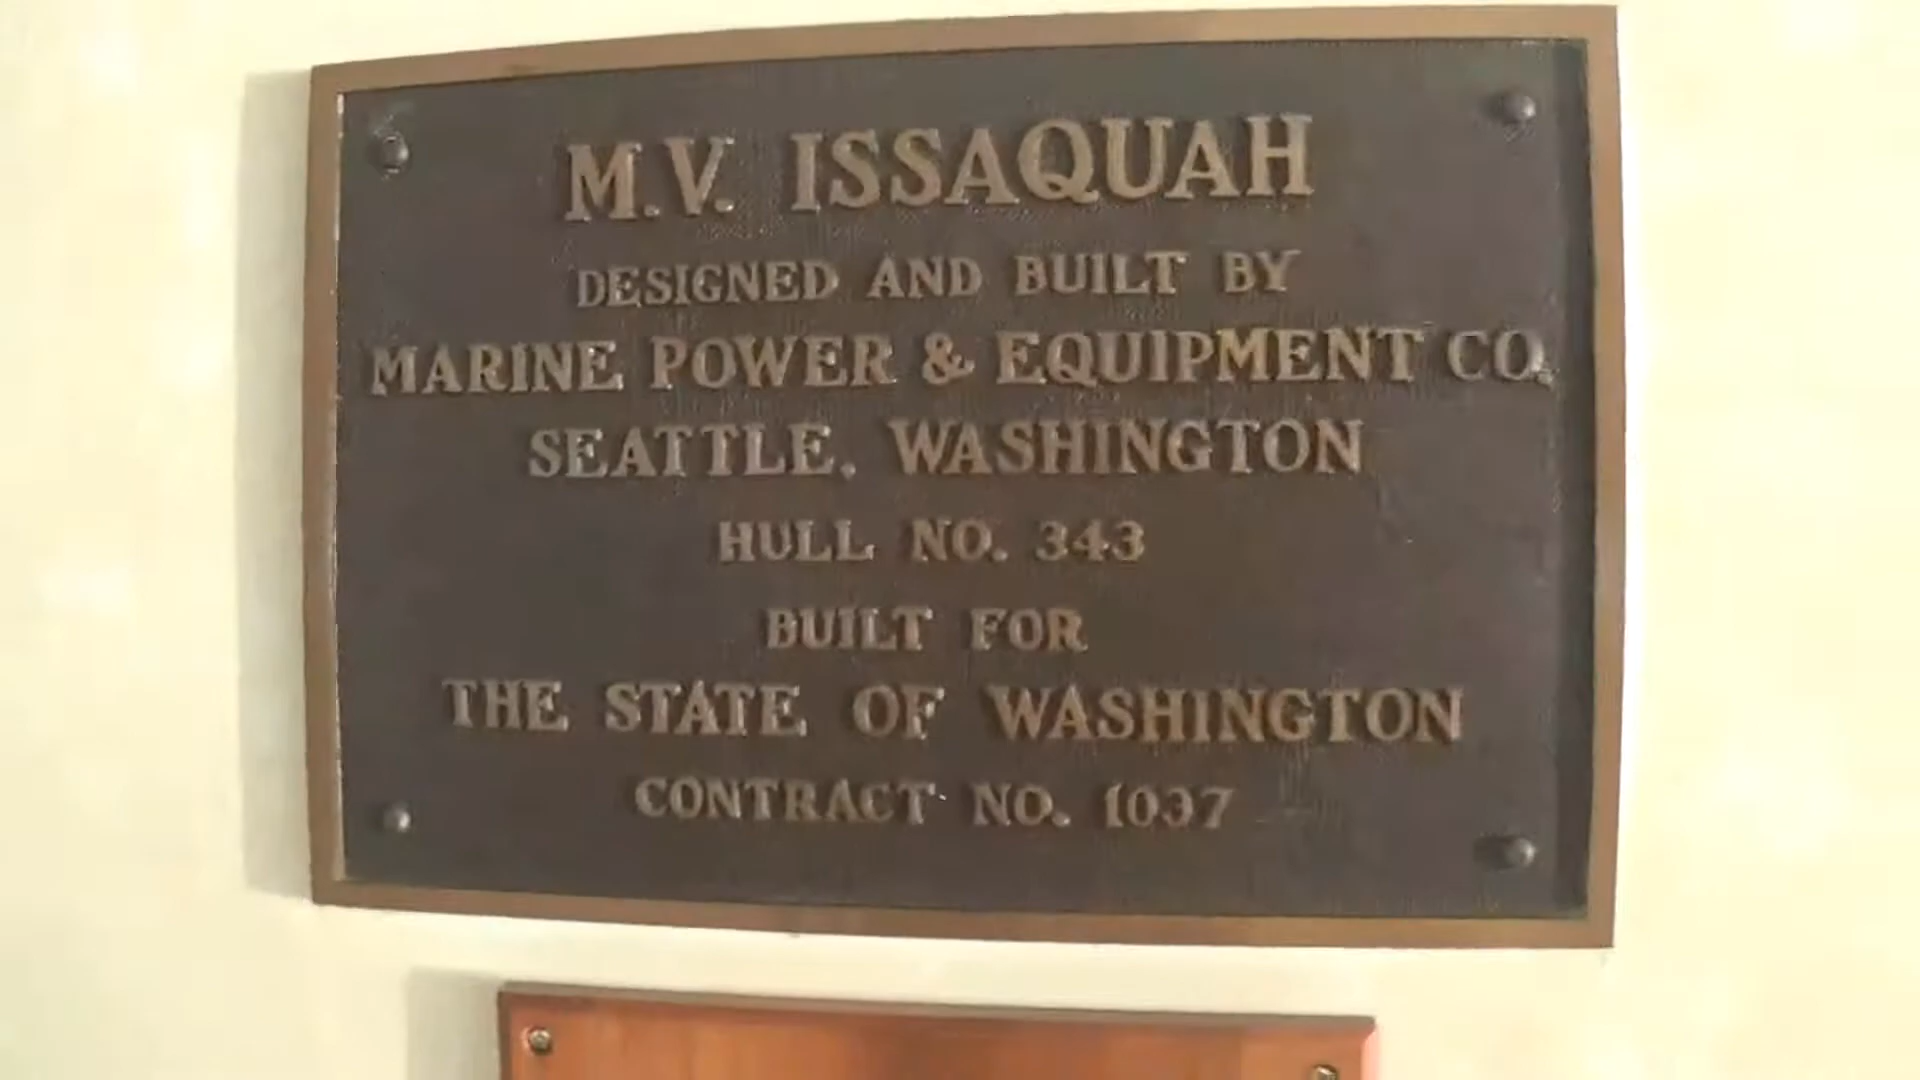 M.V. ISSAQUAH
DESIGNED AND BUILT BY
MARINE POWER & EQUIPMENT CO.
SEATTLE, WASHINGTON
HULL NO. 343
BUILT FOR
THE STATE OF WASHINGTON
CONTRACT NO. 1037